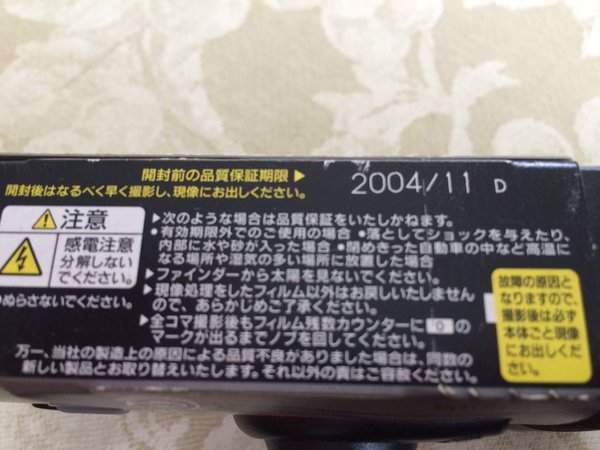 開封前の品質保証期限▶ 2004/11 D
開封後はなるべく早く撮影し、現像にお出しください。
⚠注意
感電注意
分解しない
でください。
ぬらさないでください。
▶次のような場合は品質保証をいたしかねます。
・有効期限外でのご使用の場合 ・落としてショックを与えたり、
内部に水や砂が入った場合 ・閉めきった自動車の中など高温に
なる場所や湿気の多い場所に放置した場合
▶ファインダーから太陽を見ないでください。
▶現像処理をしたフィルム以外はお戻しいたしません
ので、あらかじめご了承ください。
▶全コマ撮影後もフィルム残数カウンターに 0 の
マークが出るまでノブを回してください。
万一、当社の製造上の原因による品質不良がありました場合は、同数の
新しい製品とお取り替えいたします。それ以外の責はご容赦ください。
故障の原因と
なりますので、
撮影後は必ず
本体ごと現像
にお出しください。